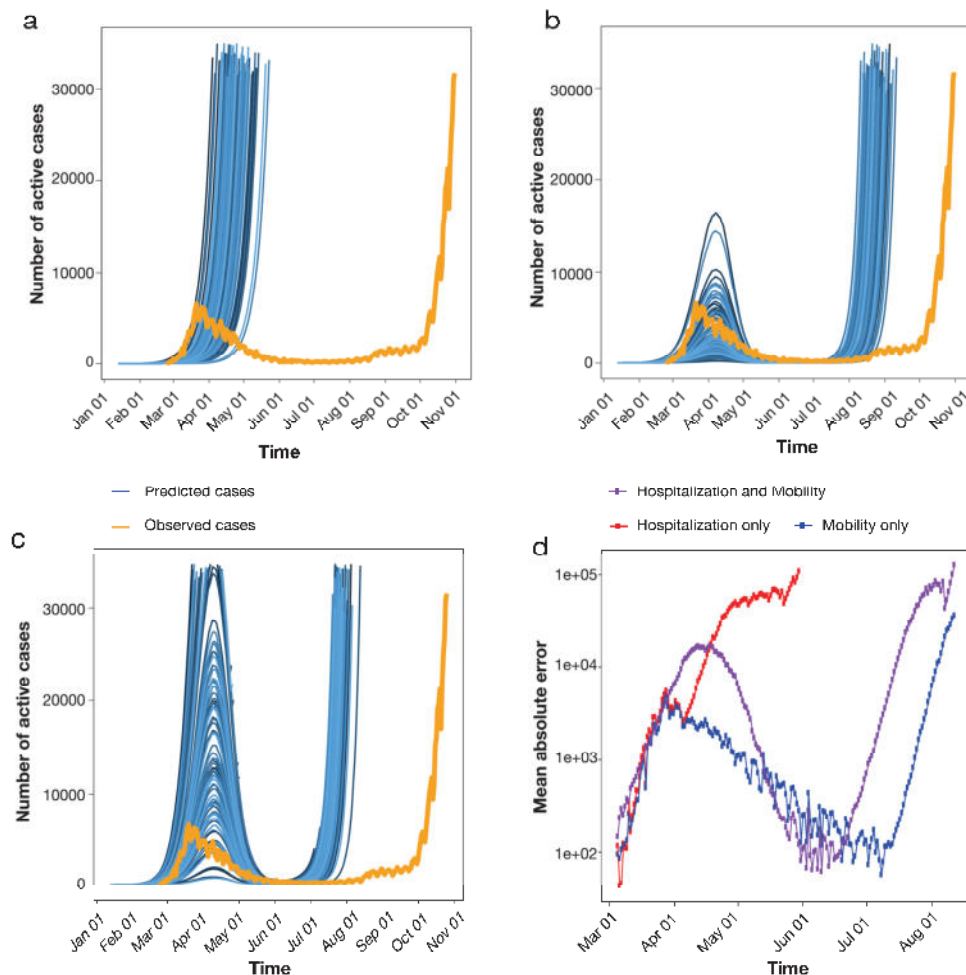 a
Number of active cases
30000
20000
10000
0
Jan 01 Feb 01 Mar 01 Apr 01 May 01 Jun 01 Jul 01 Aug 01 Sep 01 Oct 01 Nov 01
Time
b
Number of active cases
30000
20000
10000
0
Jan 01 Feb 01 Mar 01 Apr 01 May 01 Jun 01 Jul 01 Aug 01 Sep 01 Oct 01 Nov 01
Time
Predicted cases
Observed cases
Hospitalization and Mobility
Hospitalization only Mobility only
c
Number of active cases
30000
20000
10000
0
Jan 01 Feb 01 Mar 01 Apr 01 May 01 Jun 01 Jul 01 Aug 01 Sep 01 Oct 01 Nov 01
Time
d
Mean absolute error
1e+05
1e+04
1e+03
1e+02
Mar 01 Apr 01 May 01 Jun 01 Jul 01 Aug 01
Time